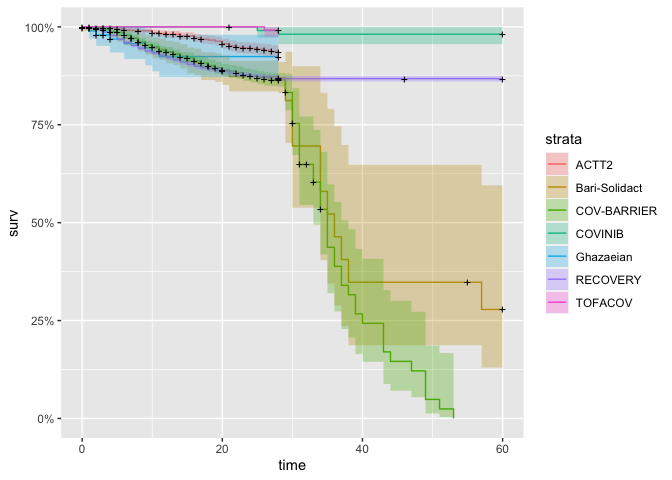 100%
75%
50%
25%
0%
surv
0
20
40
60
time
strata
ACTT2
Bari-Solidact
COV-BARRIER
COVINIB
Ghazaeian
RECOVERY
TOFACOV